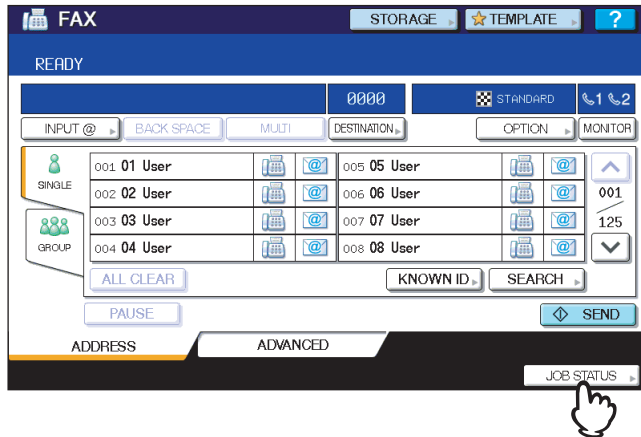 FAX STORAGE TEMPLATE ?
READY
0000 STANDARD 1 2
INPUT @ BACK SPACE MULTI DESTINATION OPTION MONITOR
SINGLE
GROUP
001 01 User @ 005 05 User @
002 02 User @ 006 06 User @
003 03 User @ 007 07 User @
004 04 User @ 008 08 User @
001
125
ALL CLEAR KNOWN ID SEARCH
PAUSE SEND
ADDRESS ADVANCED
JOB STATUS